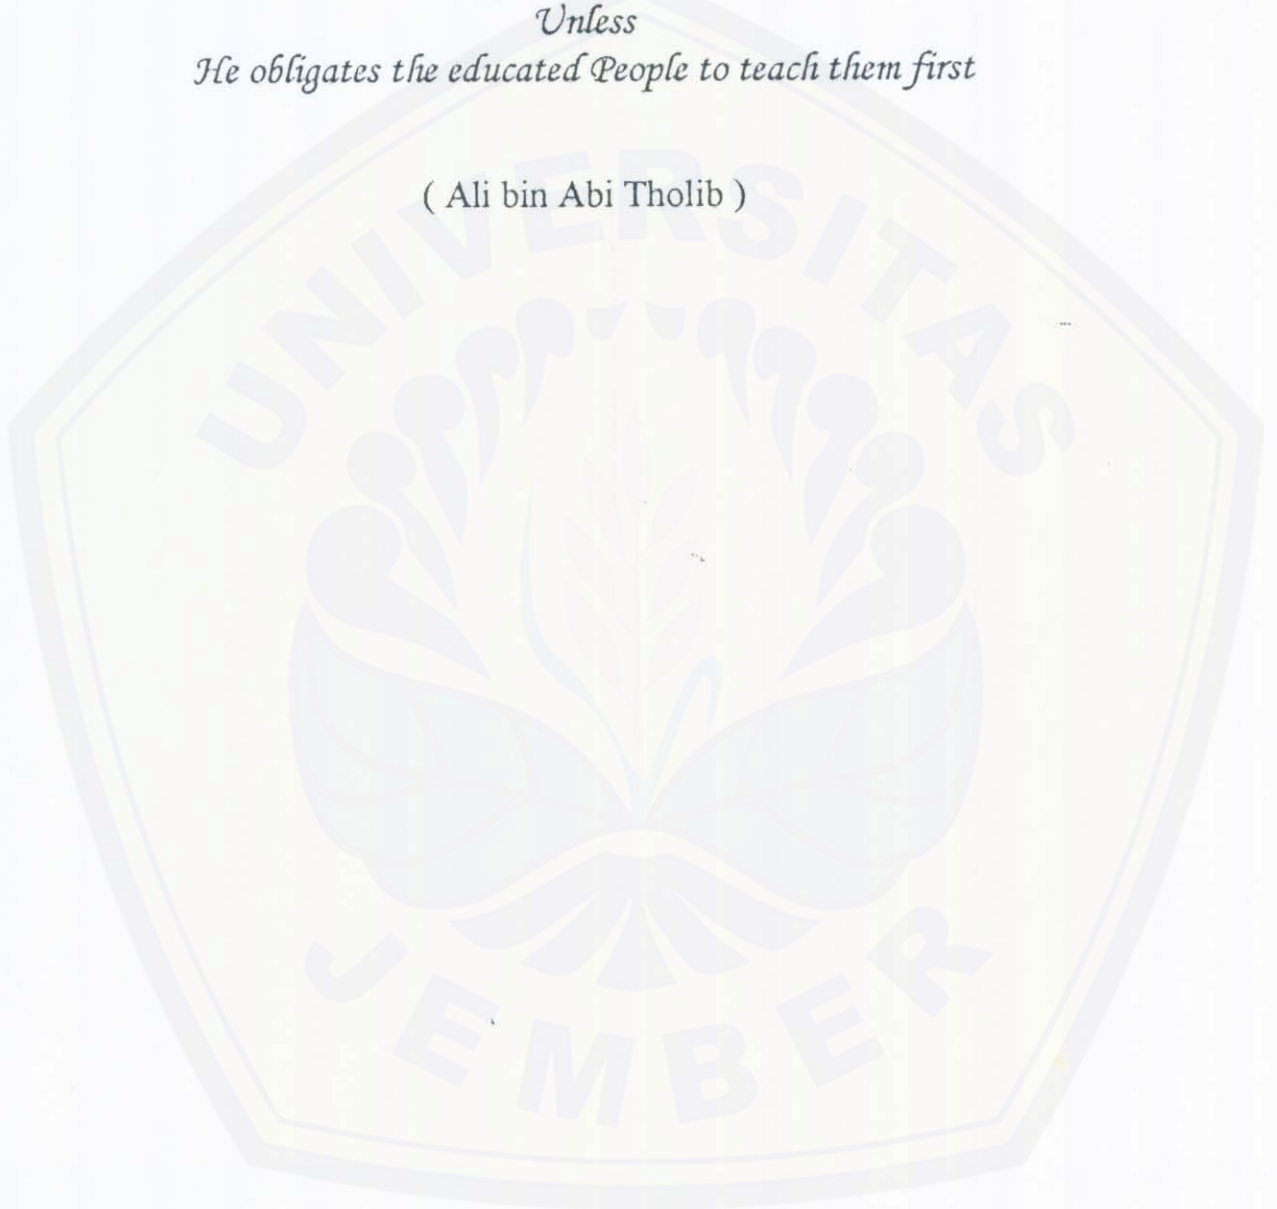 Unless
He obligates the educated People to teach them first
( Ali bin Abi Tholib )
UNIVERSITAS
JEMBER